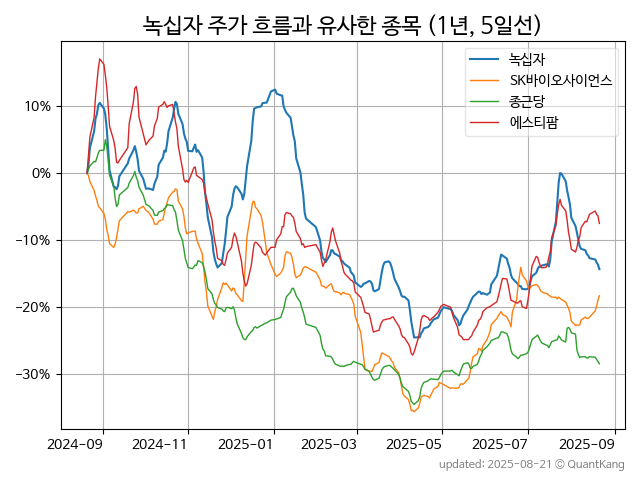 녹십자 주가 흐름과 유사한 종목 (1년, 5일선)
녹십자
SK바이오사이언스
종근당
에스티팜
10%
0%
−10%
−20%
−30%
2024-09 2024-11 2025-01 2025-03 2025-05 2025-07 2025-09
updated: 2025-08-21 © QuantKang